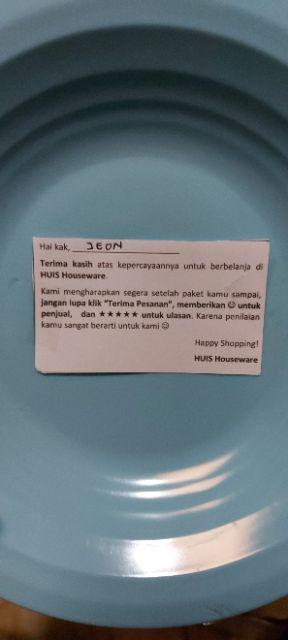 Hai kak, JEON
Terima kasih atas kepercayaannya untuk berbelanja di
HUIS Houseware.
Kami mengharapkan segera setelah paket kamu sampai,
jangan lupa klik "Terima Pesanan", memberikan ☺ untuk
penjual, dan ★★★★★ untuk ulasan. Karena penilaian
kamu sangat berarti untuk kami ☺
Happy Shopping!
HUIS Houseware